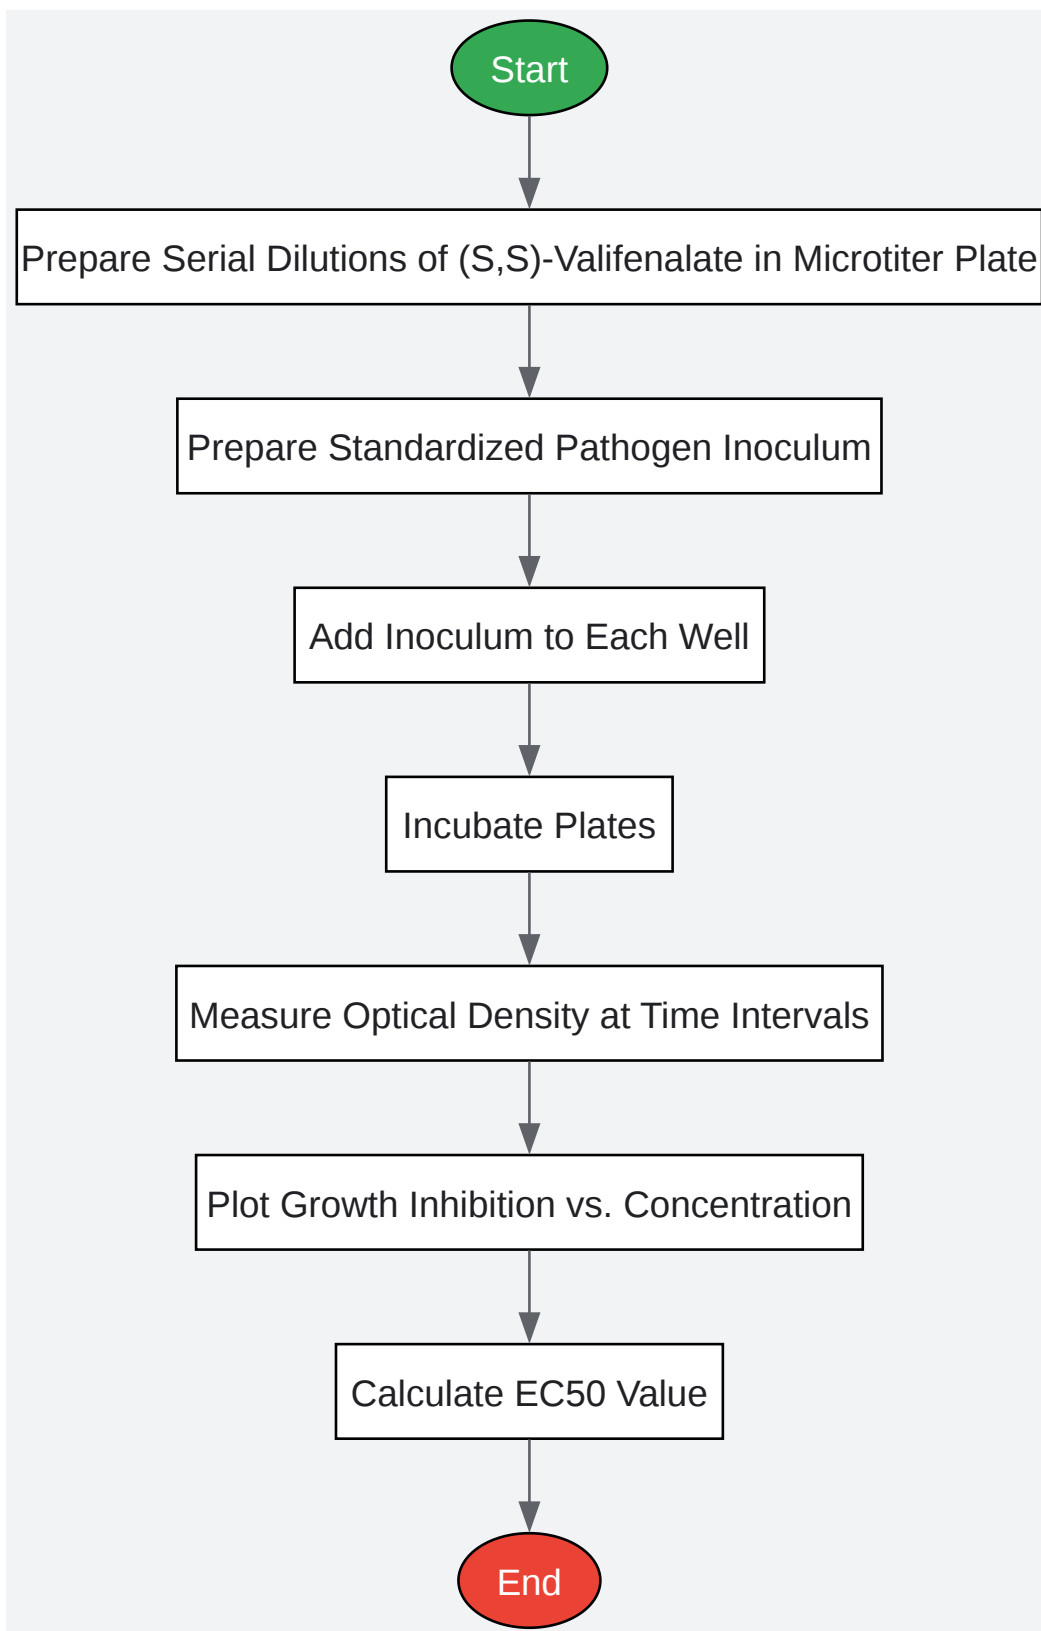 Start
Prepare Serial Dilutions of (S,S)-Valifenalate in Microtiter Plate
Prepare Standardized Pathogen Inoculum
Add Inoculum to Each Well
Incubate Plates
Measure Optical Density at Time Intervals
Plot Growth Inhibition vs. Concentration
Calculate EC50 Value
End